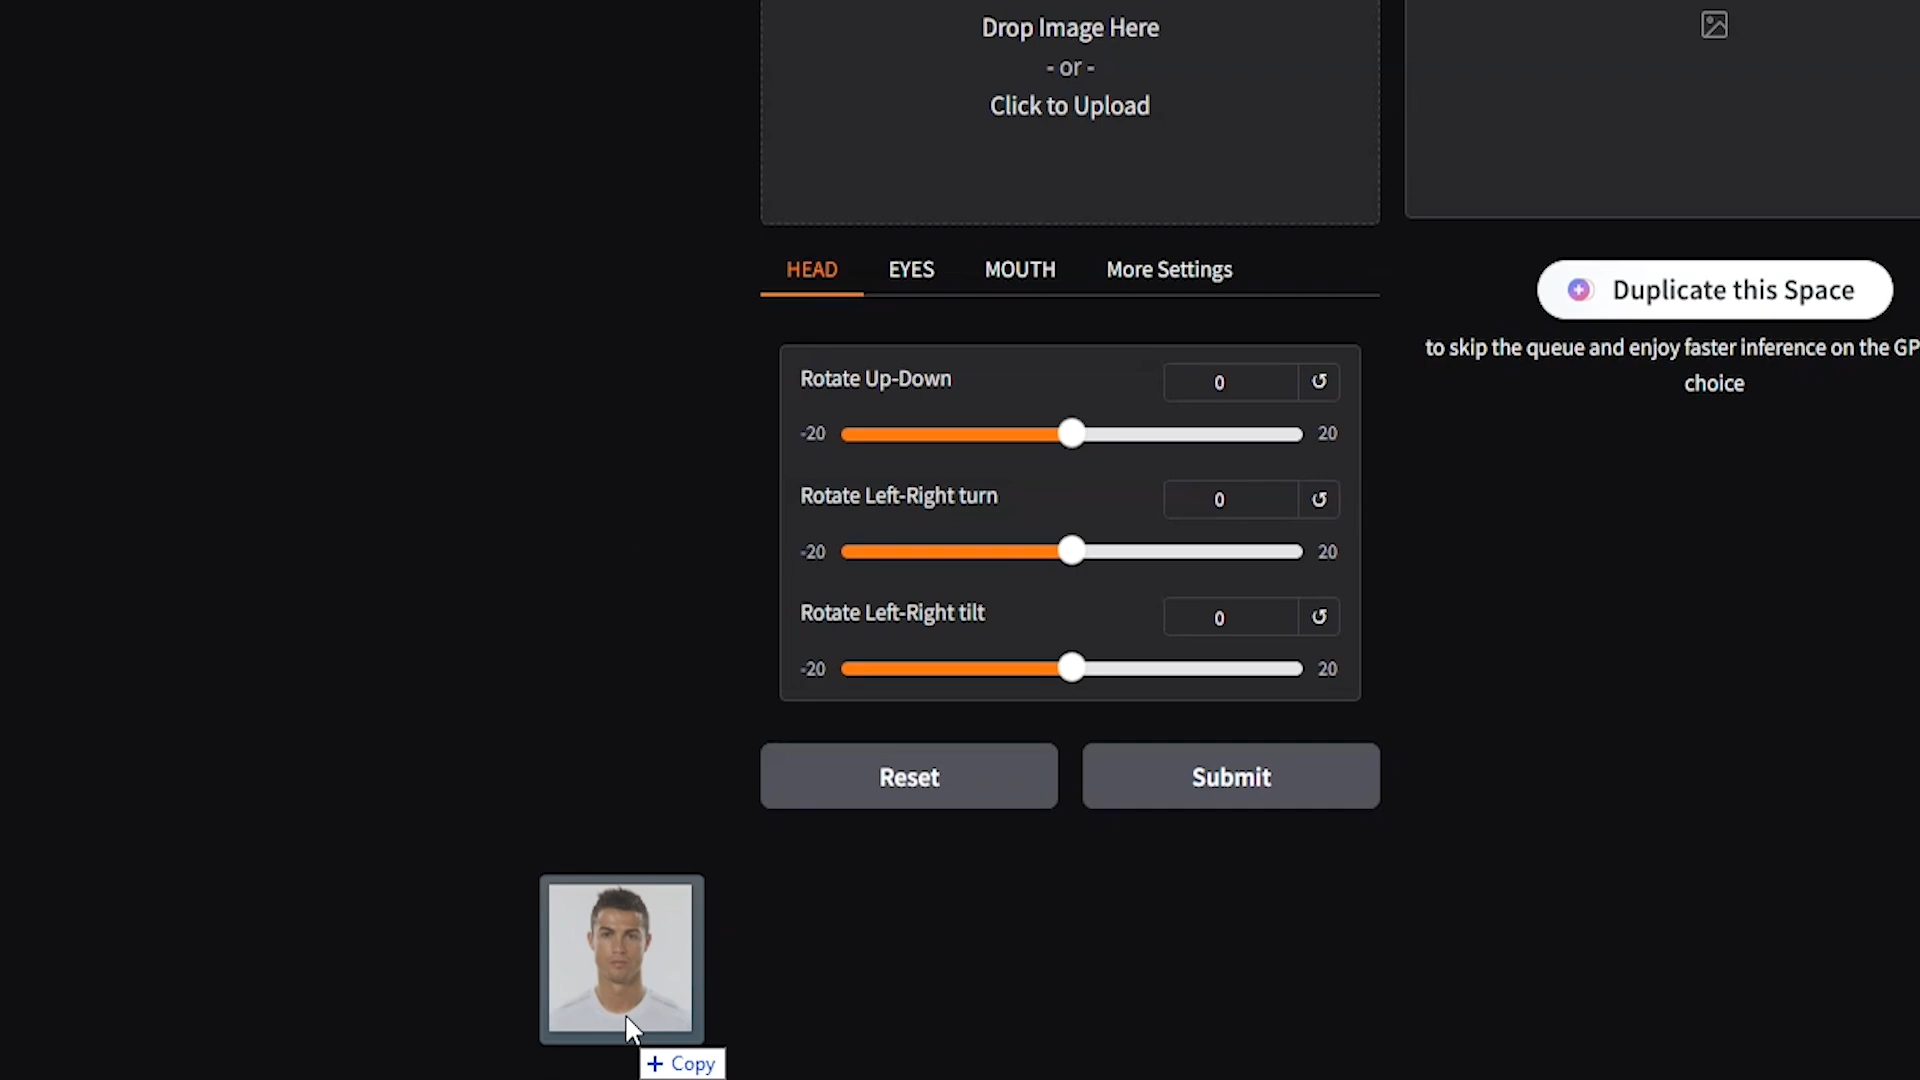 Drop Image Here
- or -
Click to Upload
HEAD
EYES
MOUTH
More Settings
Duplicate this Space
to skip the queue and enjoy faster inference on the GP
choice
Rotate Up-Down
0
-20
20
Rotate Left-Right turn
0
-20
20
Rotate Left-Right tilt
0
-20
20
Reset
Submit
+ Copy